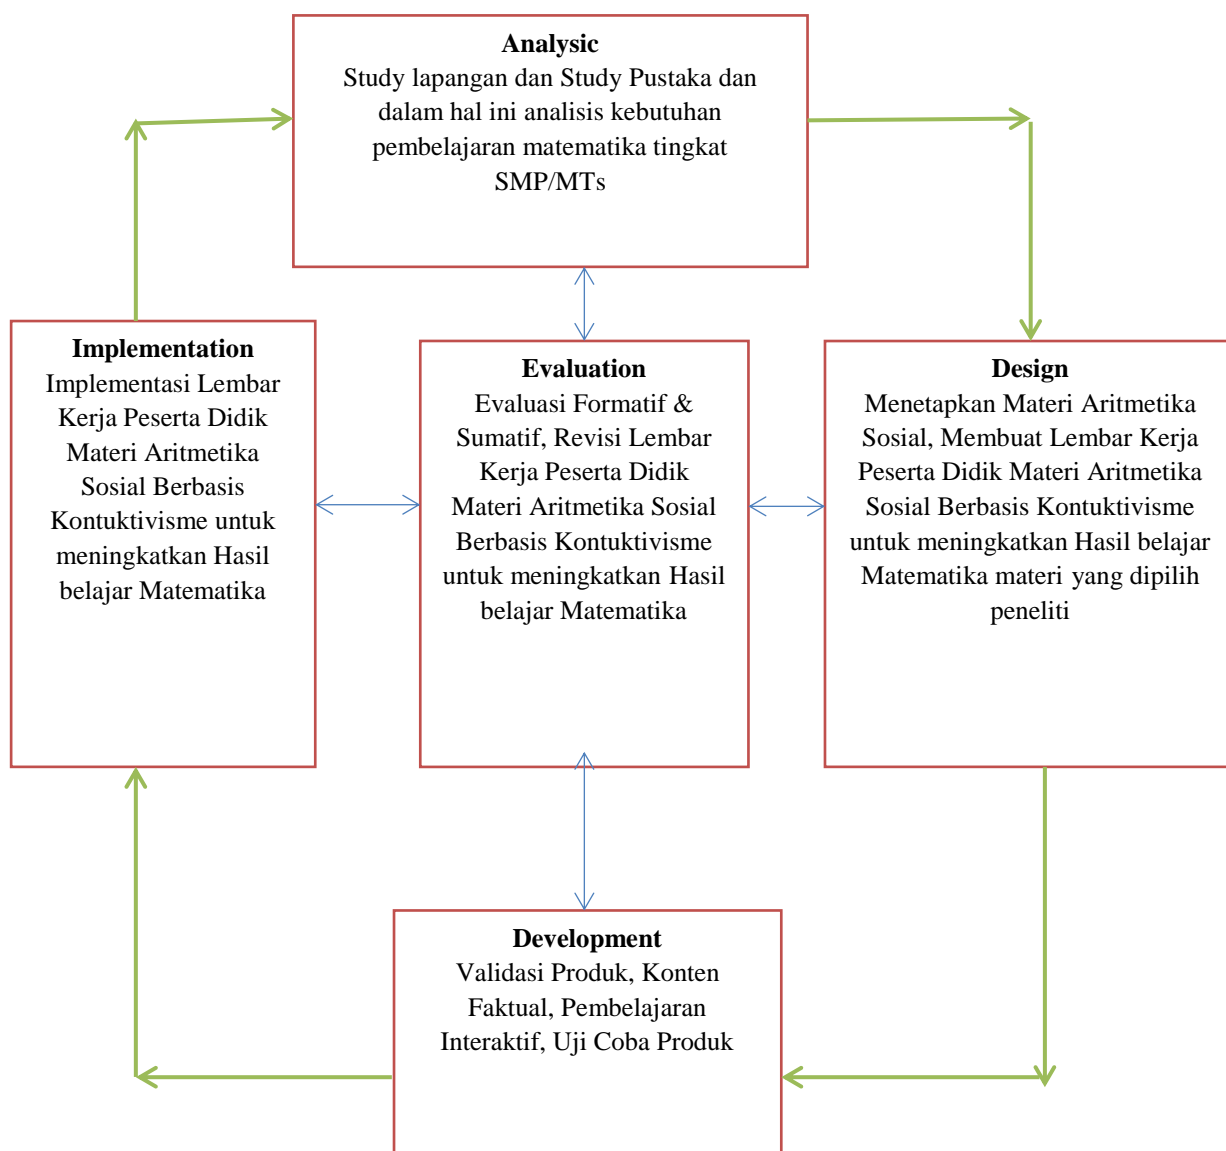 Analysic
Study lapangan dan Study Pustaka dan
dalam hal ini analisis kebutuhan
pembelajaran matematika tingkat
SMP/MTs
Implementation
Implementasi Lembar
Kerja Peserta Didik
Materi Aritmetika
Sosial Berbasis
Kontuktivisme untuk
meningkatkan Hasil
belajar Matematika
Evaluation
Evaluasi Formatif &
Sumatif, Revisi Lembar
Kerja Peserta Didik
Materi Aritmetika Sosial
Berbasis Kontuktivisme
untuk meningkatkan Hasil
belajar Matematika
Design
Menetapkan Materi Aritmetika
Sosial, Membuat Lembar Kerja
Peserta Didik Materi Aritmetika
Sosial Berbasis Kontuktivisme
untuk meningkatkan Hasil belajar
Matematika materi yang dipilih
peneliti
Development
Validasi Produk, Konten
Faktual, Pembelajaran
Interaktif, Uji Coba Produk